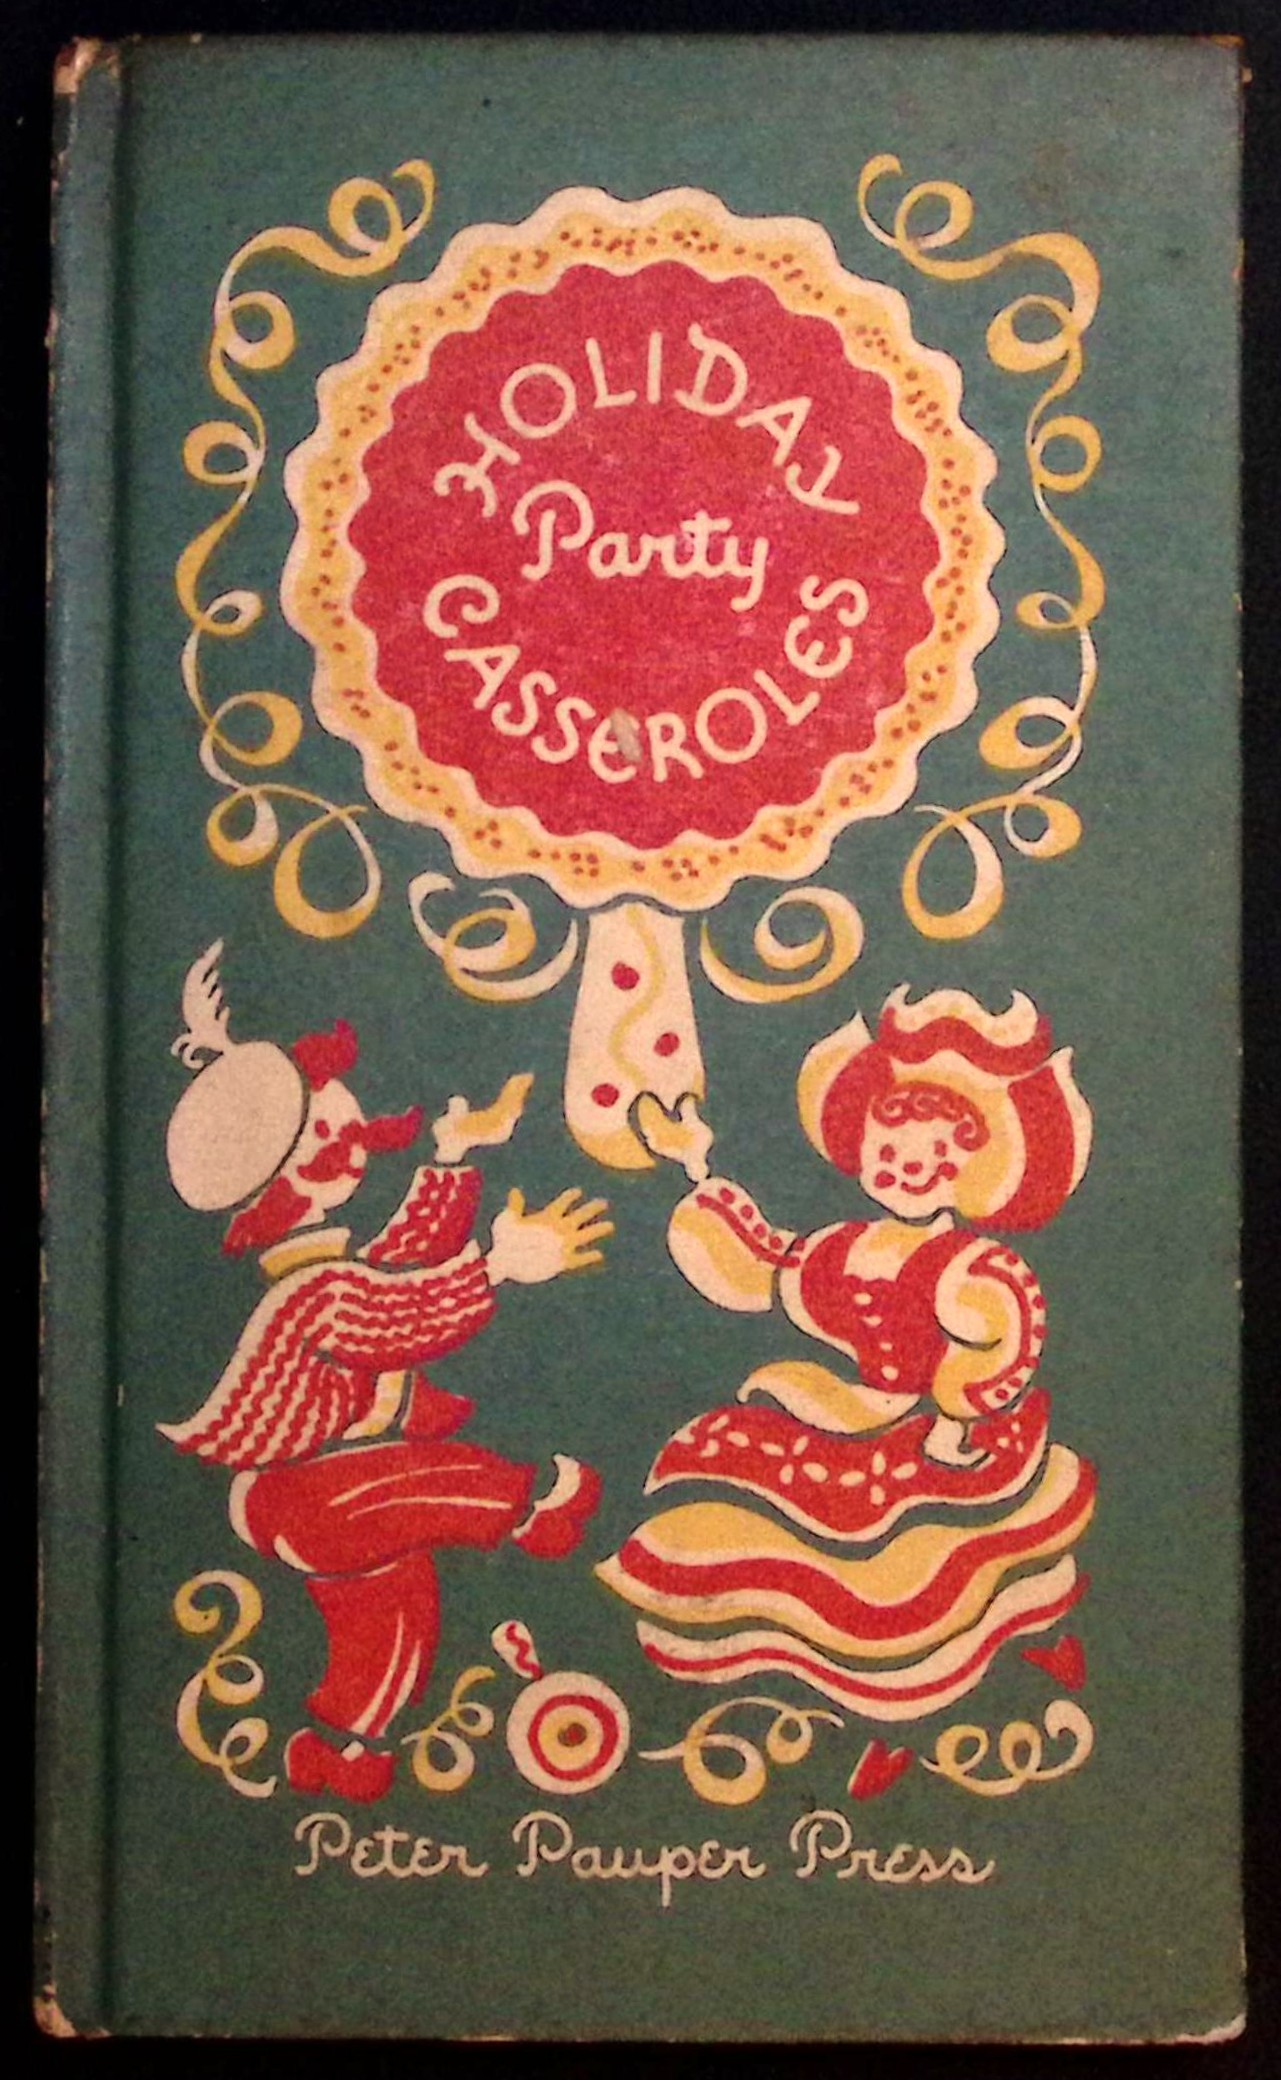 HOLIDAY
Party
CASSEROLES
Peter Pauper Press